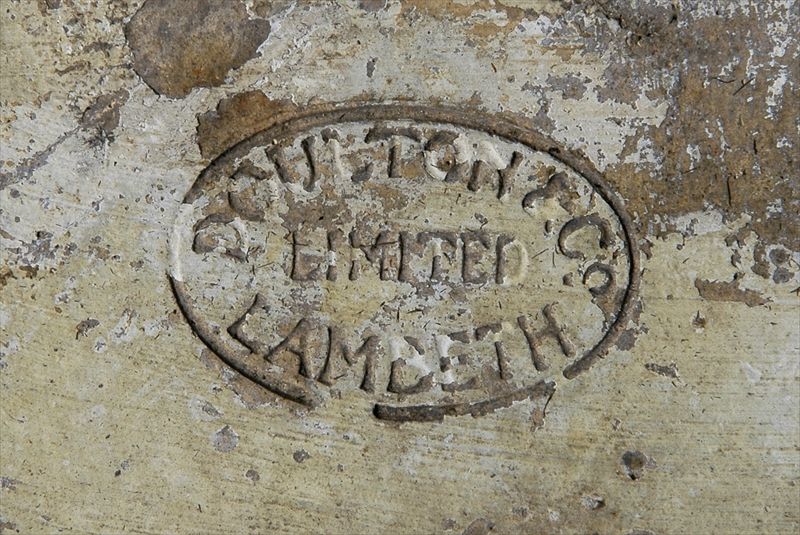 DOULTON & Co.
LIMITED
LAMBETH